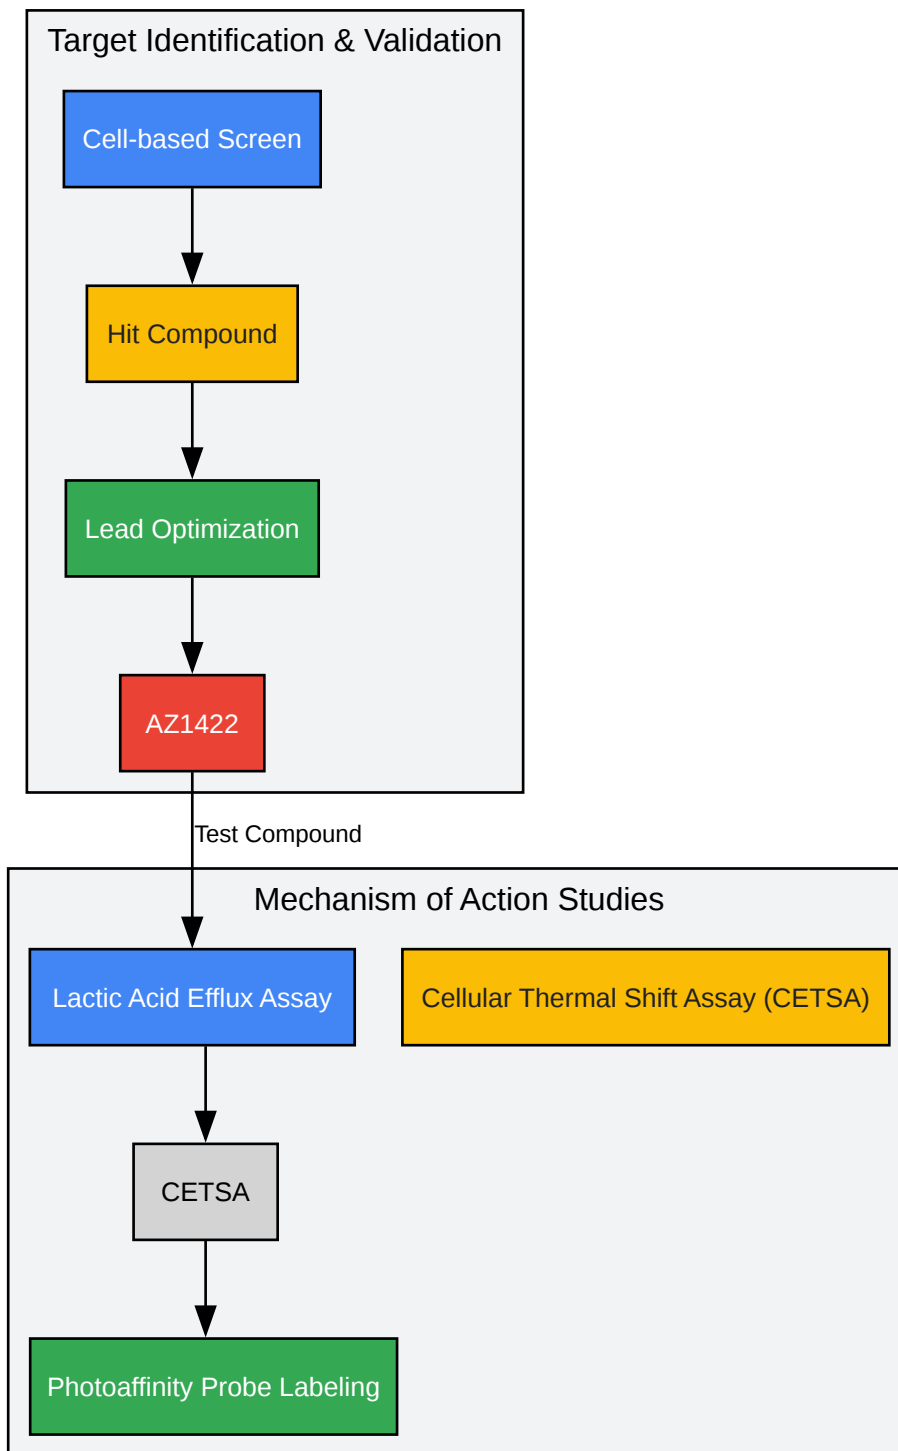 Target Identification & Validation
Cell-based Screen
Hit Compound
Lead Optimization
AZ1422
Test Compound
Mechanism of Action Studies
Lactic Acid Efflux Assay
Cellular Thermal Shift Assay (CETSA)
CETSA
Photoaffinity Probe Labeling